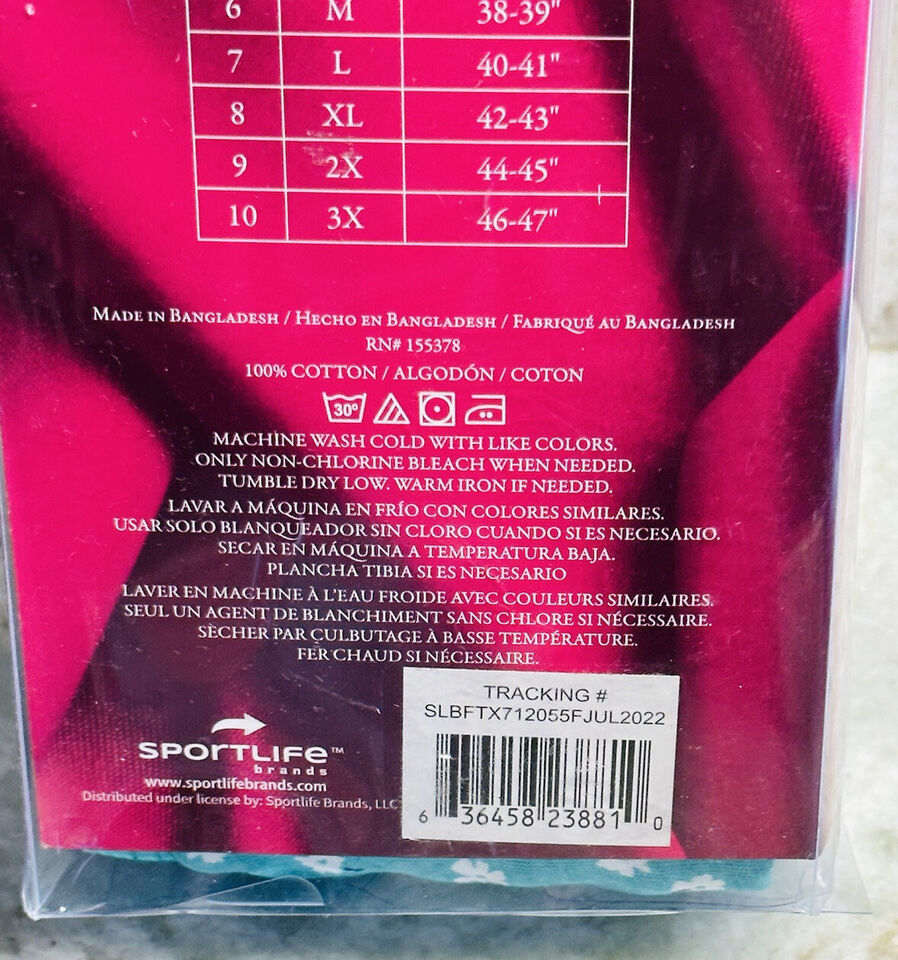 6 M 38-39"
7 L 40-41"
8 XL 42-43"
9 2X 44-45"
10 3X 46-47"
MADE IN BANGLADESH / HECHO EN BANGLADESH / FABRIQUÉ AU BANGLADESH
RN# 155378
100% COTTON / ALGODÓN / COTON
30º
MACHINE WASH COLD WITH LIKE COLORS.
ONLY NON-CHLORINE BLEACH WHEN NEEDED.
TUMBLE DRY LOW. WARM IRON IF NEEDED.
LAVAR A MÁQUINA EN FRÍO CON COLORES SIMILARES.
USAR SOLO BLANQUEADOR SIN CLORO CUANDO SI ES NECESARIO.
SECAR EN MÁQUINA A TEMPERATURA BAJA.
PLANCHA TIBIA SI ES NECESARIO
LAVER EN MACHINE À L'EAU FROIDE AVEC COULEURS SIMILAIRES.
SEUL UN AGENT DE BLANCHIMENT SANS CHLORE SI NÉCESSAIRE.
SÈCHER PAR CULBUTAGE À BASSE TEMPÉRATURE.
FER CHAUD SI NÉCESSAIRE.
SPORTLIFE™
brands
www.sportlifebrands.com
Distributed under license by: Sportlife Brands, LLC
TRACKING #
SLBFTX712055FJUL2022
6 36458 23881 0